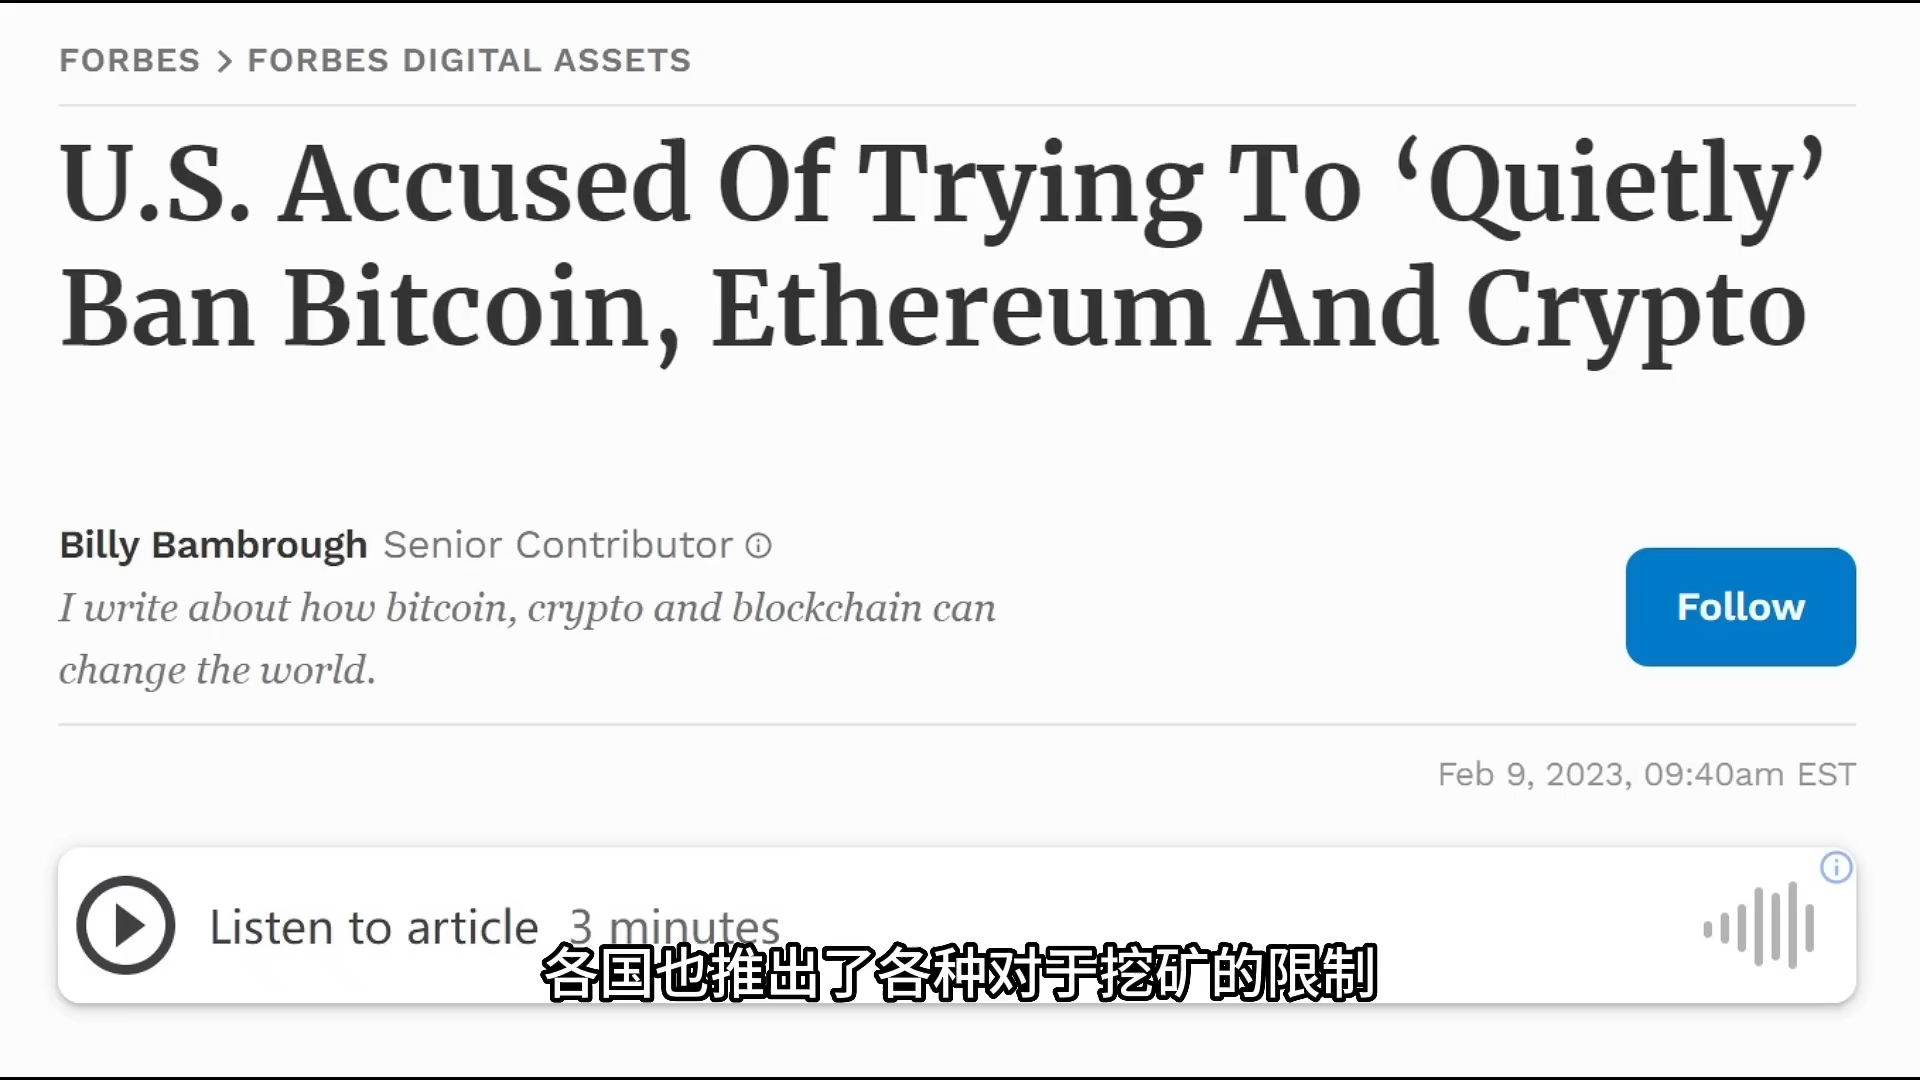 FORBES > FORBES DIGITAL ASSETS
U.S. Accused Of Trying To ‘Quietly’
Ban Bitcoin, Ethereum And Crypto
Billy Bambrough Senior Contributor
I write about how bitcoin, crypto and blockchain can
change the world.
Follow
Feb 9, 2023, 09:40am EST
Listen to article 3 minutes
各国也推出了各种对于挖矿的限制